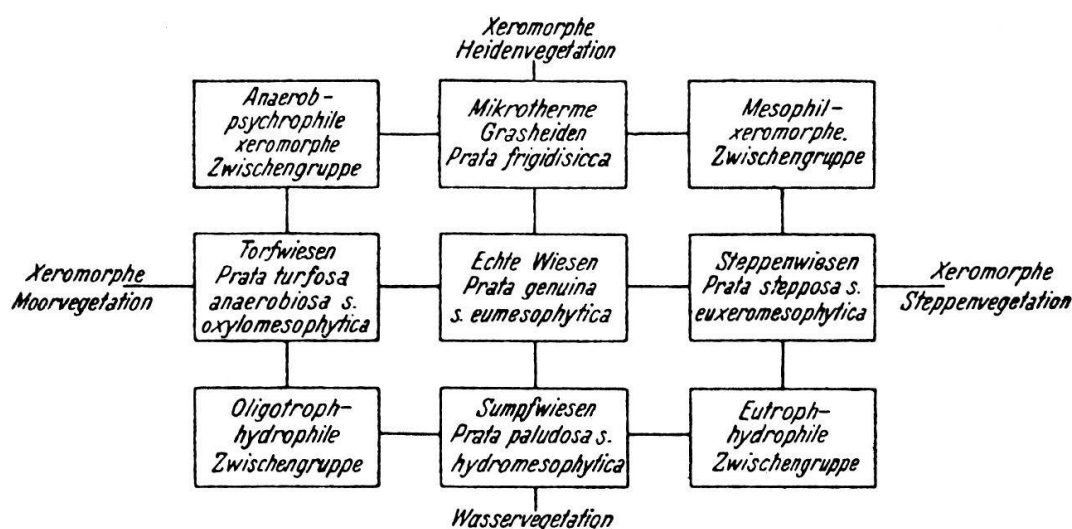 Xeromorphe
Heidenvegetation
Anaerob-
psychrophile
xeromorphe
Zwischengruppe
Mikrotherme
Grasheiden
Prata frigidisicca
Mesophil-
xeromorphe.
Zwischengruppe
Xeromorphe
Moorvegetation
Torfwiesen
Prata turfosa
anaerobiosa s.
oxylomesophytica
Echte Wiesen
Prata genuina
s. eumesophytica
Steppenwiesen
Prata stepposa s.
euxeromesophytica
Xeromorphe
Steppenvegetation
Oligotroph-
hydrophile
Zwischengruppe
Sumpfwiesen
Prata paludosa s.
hydromesophytica
Eutroph-
hydrophile
Zwischengruppe
Wasservegetation